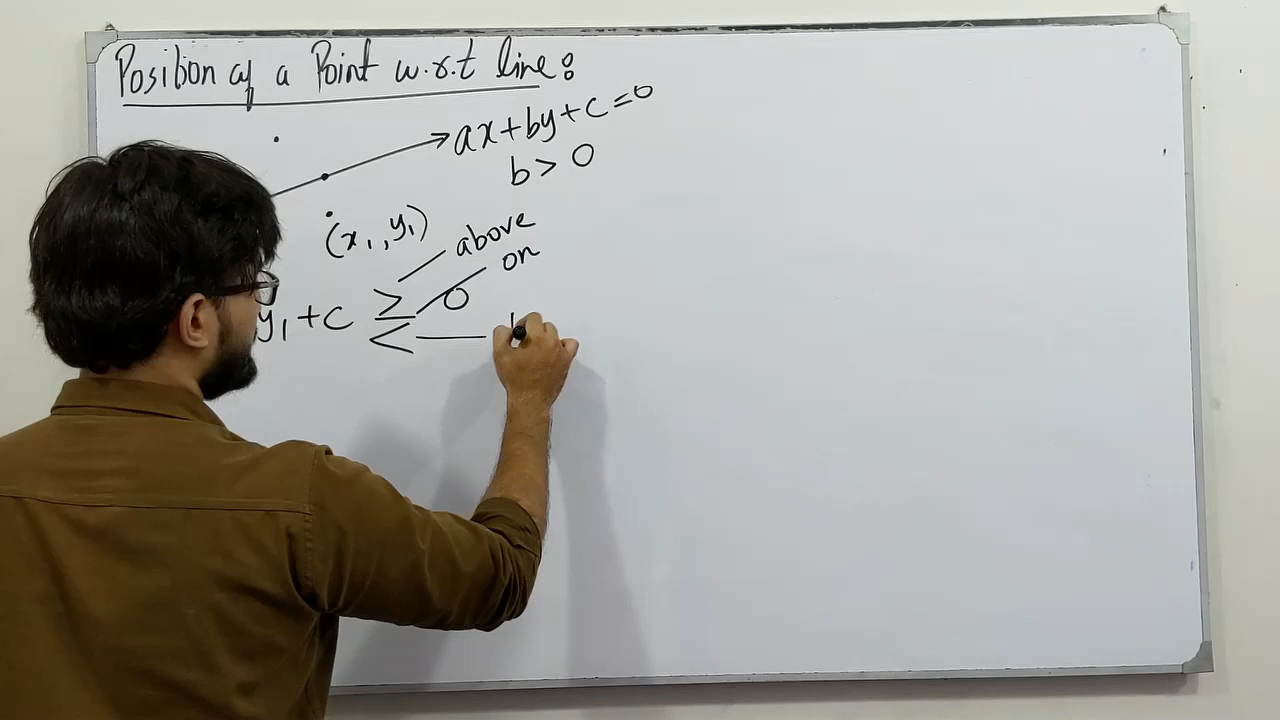 Position of a Point w.r.t line:
ax+by+c=0
b > 0
(x₁,y₁)
above
on
y₁+c > = < 0